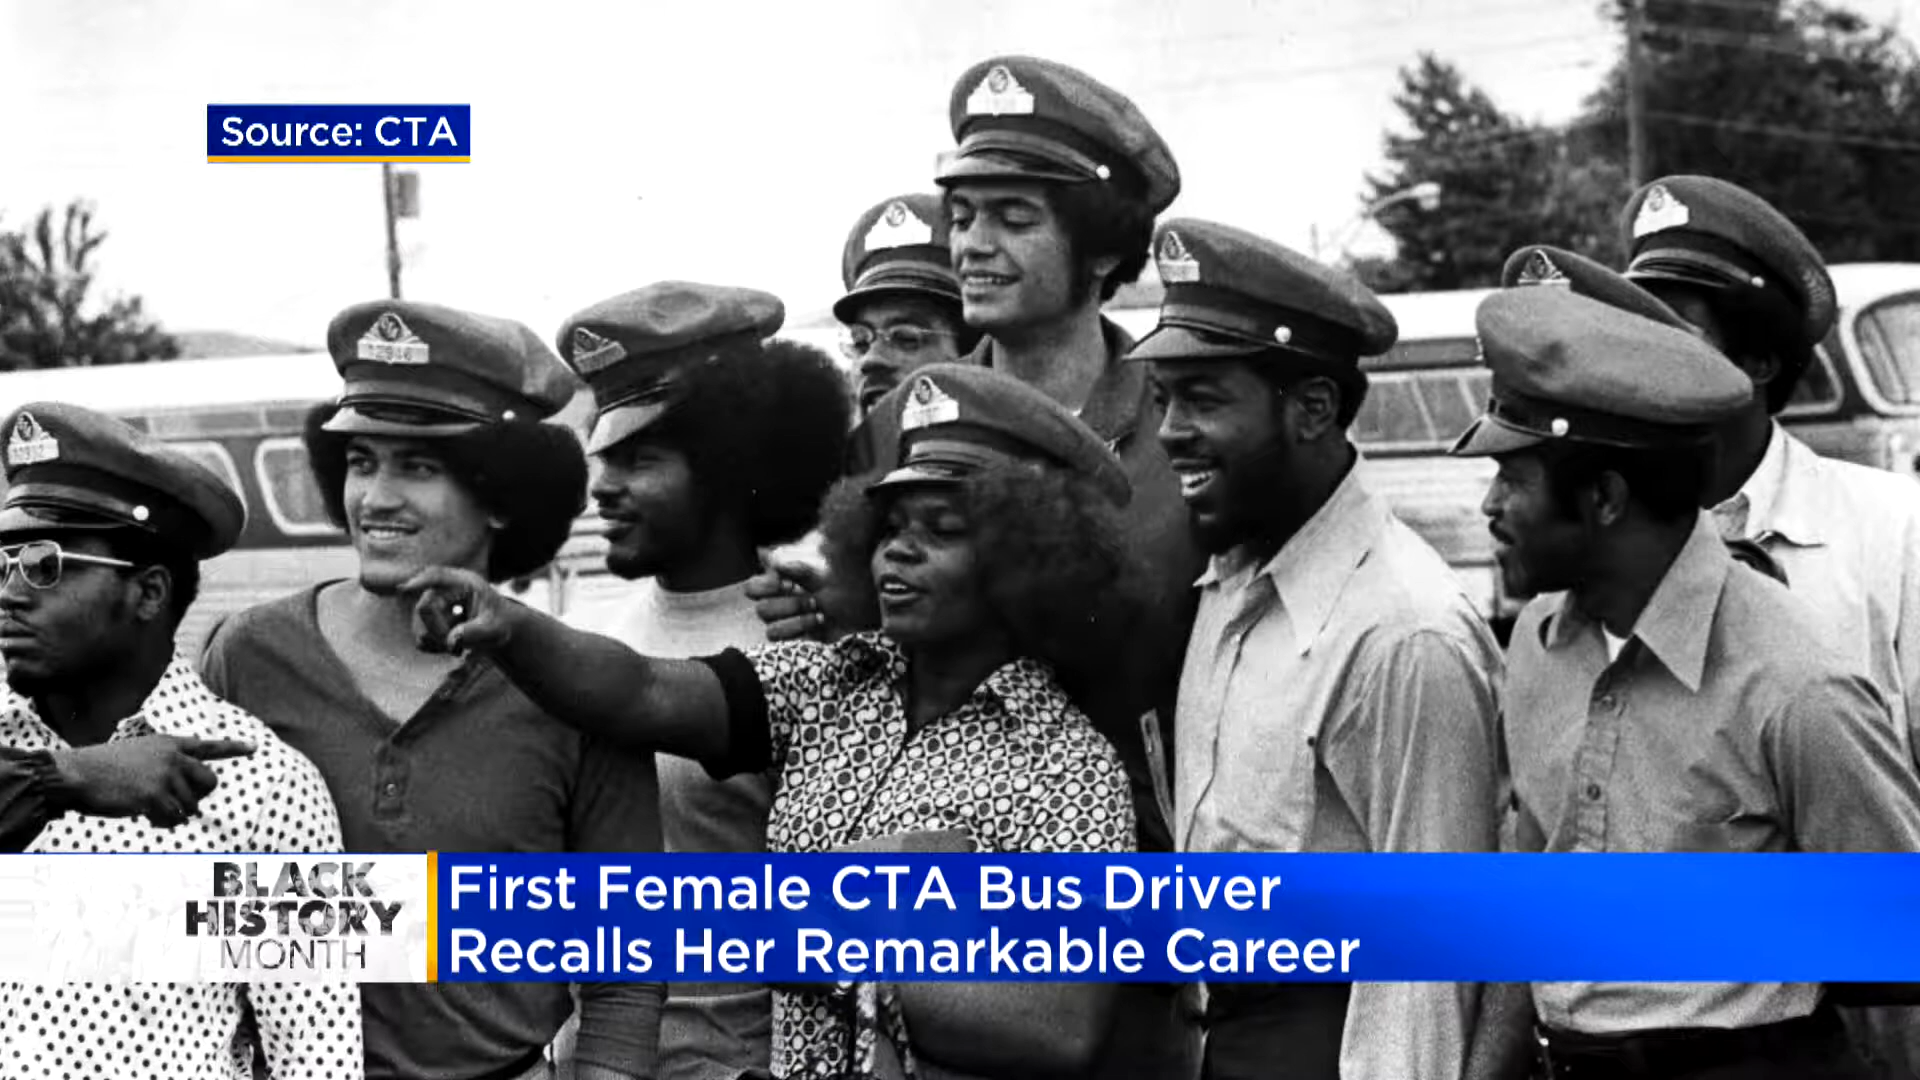 Source: CTA
BLACK
HISTORY
MONTH
First Female CTA Bus Driver
Recalls Her Remarkable Career